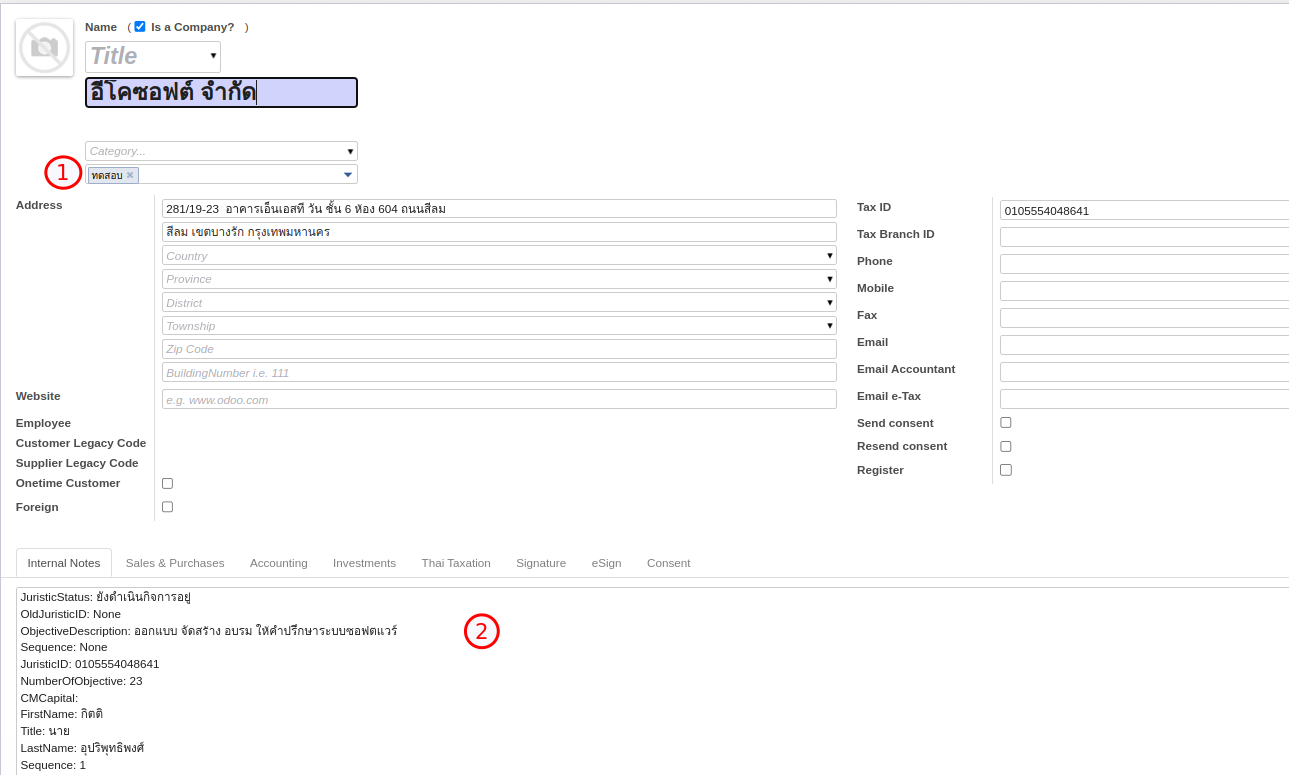 Name ( Is a Company? )
Title
อีโคซอฟต์ จำกัด
Category...
1
ทดสอบ
Address
281/19-23 อาคารเอ็นเอสที วัน ชั้น 6 ห้อง 604 ถนนสีลม
สีลม เขตบางรัก กรุงเทพมหานคร
Country
Province
District
Township
Zip Code
BuildingNumber i.e. 111
Website
e.g. www.odoo.com
Employee
Customer Legacy Code
Supplier Legacy Code
Onetime Customer
Foreign
Tax ID
0105554048641
Tax Branch ID
Phone
Mobile
Fax
Email
Email Accountant
Email e-Tax
Send consent
Resend consent
Register
Internal Notes Sales & Purchases Accounting Investments Thai Taxation Signature eSign Consent
JuristicStatus: ยังดำเนินกิจการอยู่
OldJuristicID: None
ObjectiveDescription: ออกแบบ จัดสร้าง อบรม ให้คำปรึกษาระบบซอฟตแวร์
2
Sequence: None
JuristicID: 0105554048641
NumberOfObjective: 23
CMCapital:
FirstName: กิตติ
Title: นาย
LastName: อุปริพุทธิพงศ์
Sequence: 1